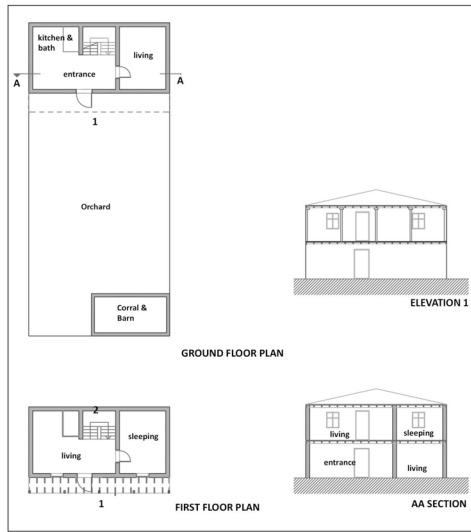 kitchen &
bath
living
entrance
A
A
1
Orchard
ELEVATION 1
Corral &
Barn
GROUND FLOOR PLAN
2
sleeping
living
1
FIRST FLOOR PLAN
living
sleeping
entrance
living
AA SECTION